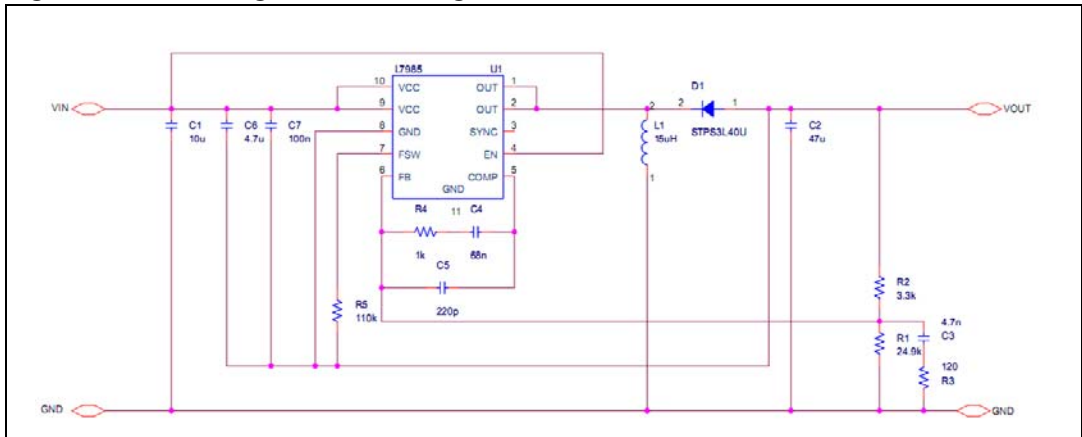 L7985 U1
10 VCC OUT 1
9 VCC OUT 2
8 GND SYNC 3
7 FSW EN 4
6 FB COMP 5
GND
11
VIN
C1
10u
C6
4.7u
C7
100n
R4
1k
C4
68n
C5
220p
R5
110k
2
L1
15uH
1
D1
2 1
STPS3L40U
C2
47u
VOUT
R2
3.3k
R1
24.9k
4.7n
C3
120
R3
GND
GND